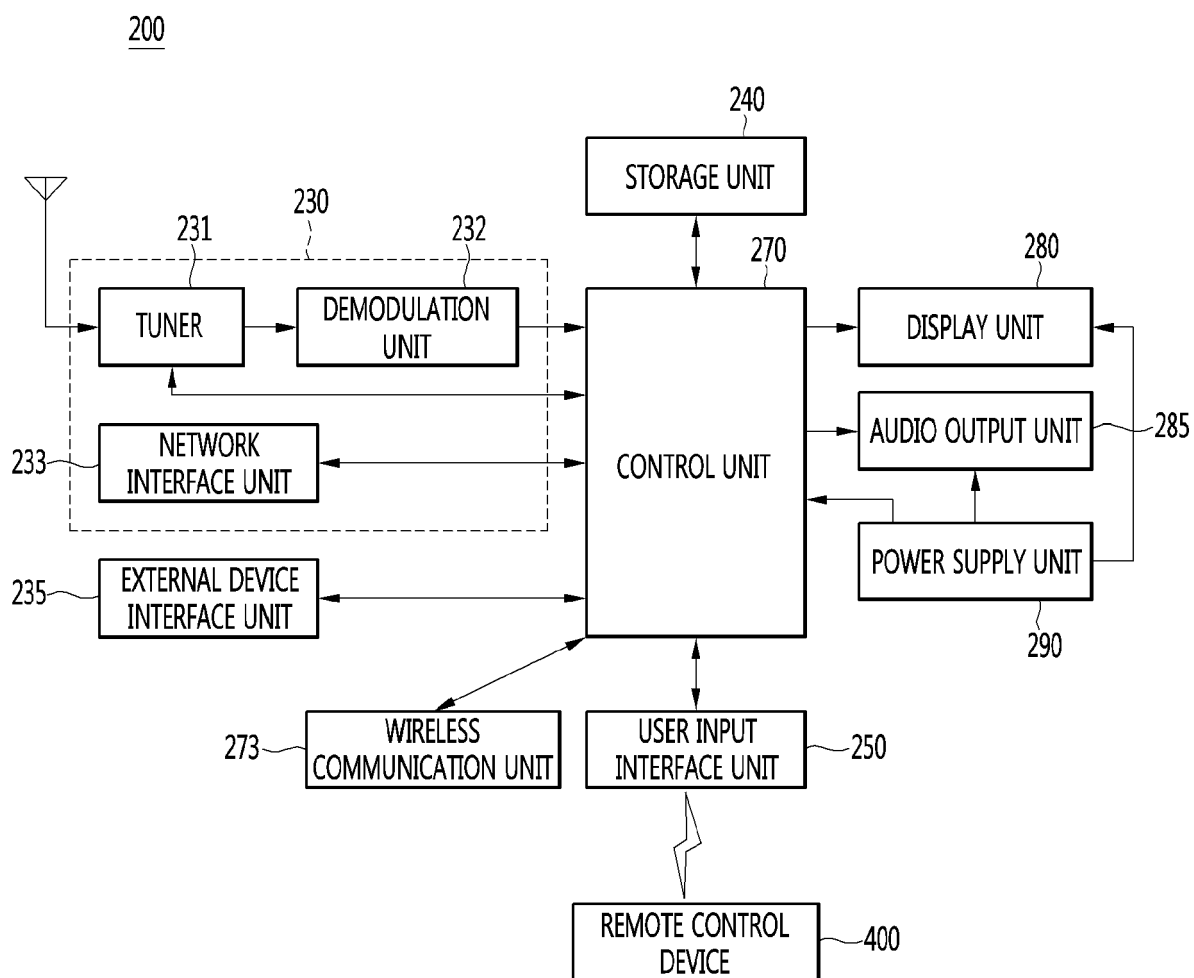 200
240
STORAGE UNIT
230
231
232
270
280
TUNER
DEMODULATION
UNIT
DISPLAY UNIT
AUDIO OUTPUT UNIT
285
NETWORK
INTERFACE UNIT
233
CONTROL UNIT
POWER SUPPLY UNIT
290
EXTERNAL DEVICE
INTERFACE UNIT
235
WIRELESS
COMMUNICATION UNIT
273
USER INPUT
INTERFACE UNIT
250
REMOTE CONTROL
DEVICE
400